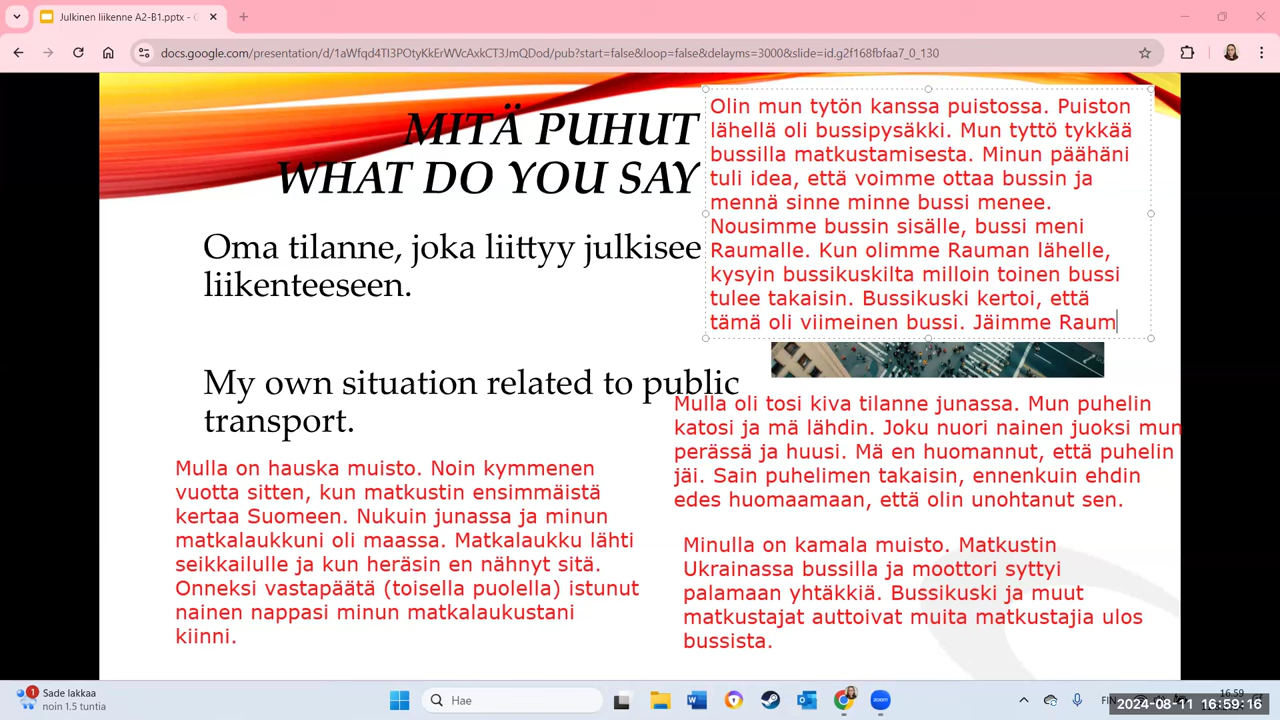 Julkinen liikenne A2-B1.pptx - G
docs.google.com/presentation/d/1aWfqd4TI3POtyKkErWVcAxkCT3JmQDod/pub?start=false&loop=false&delayms=3000&slide=id.g2f168fbfaa7_0_130
MITÄ PUHUT
WHAT DO YOU SAY
Oma tilanne, joka liittyy julkisee
liikenteeseen.
My own situation related to public
transport.
Olin mun tytön kanssa puistossa. Puiston
lähellä oli bussipysäkki. Mun tyttö tykkää
bussilla matkustamisesta. Minun päähäni
tuli idea, että voimme ottaa bussin ja
mennä sinne minne bussi menee.
Nousimme bussin sisälle, bussi meni
Raumalle. Kun olimme Rauman lähelle,
kysyin bussikuskilta milloin toinen bussi
tulee takaisin. Bussikuski kertoi, että
tämä oli viimeinen bussi. Jäimme Raum
Mulla oli tosi kiva tilanne junassa. Mun puhelin
katosi ja mä lähdin. Joku nuori nainen juoksi mun
perässä ja huusi. Mä en huomannut, että puhelin
jäi. Sain puhelimen takaisin, ennenkuin ehdin
edes huomaamaan, että olin unohtanut sen.
Mulla on hauska muisto. Noin kymmenen
vuotta sitten, kun matkustin ensimmäistä
kertaa Suomeen. Nukuin junassa ja minun
matkalaukkuni oli maassa. Matkalaukku lähti
seikkailulle ja kun heräsin en nähnyt sitä.
Onneksi vastapäätä (toisella puolella) istunut
nainen nappasi minun matkalaukustani
kiinni.
Minulla on kamala muisto. Matkustin
Ukrainassa bussilla ja moottori syttyi
palamaan yhtäkkiä. Bussikuski ja muut
matkustajat auttoivat muita matkustajia ulos
bussista.
1
Sade lakkaa
noin 1.5 tuntia
Hae
zoom
FIN
16.59
2024-08-11 16:59:16